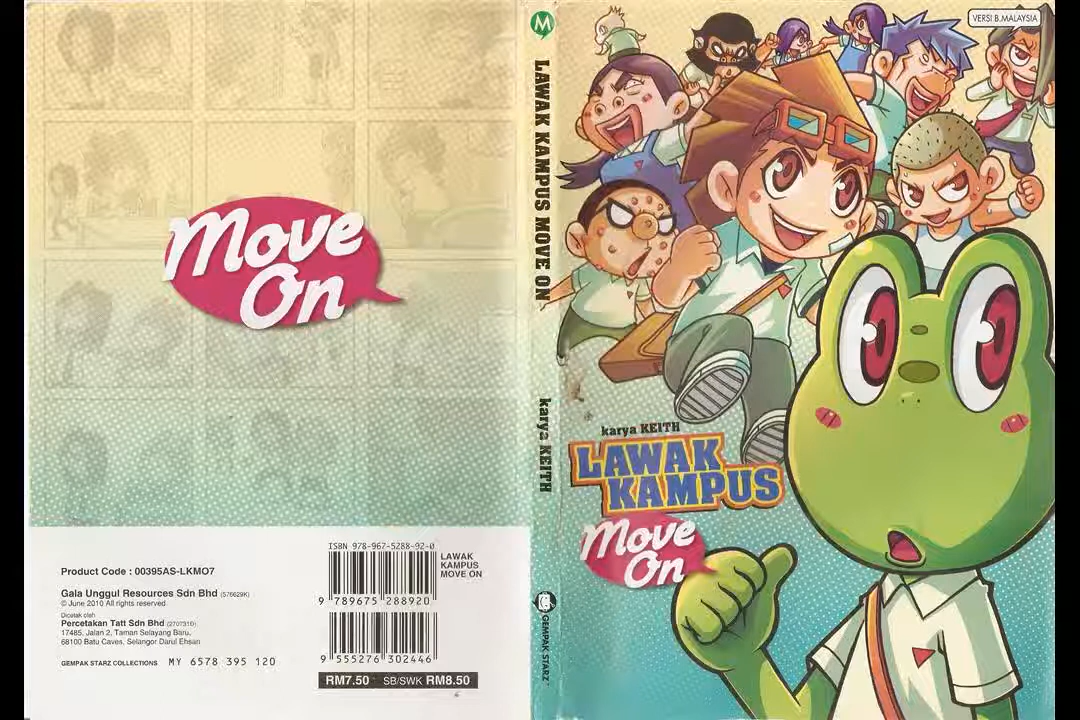 Move
On
Product Code : 00395AS-LKMO7
Gala Unggul Resources Sdn Bhd (576629K)
© June 2010 All rights reserved
Dicetak oleh
Percetakan Tatt Sdn Bhd (270731D)
17485, Jalan 2, Taman Selayang Baru,
68100 Batu Caves, Selangor Darul Ehsan
GEMPAK STARZ COLLECTIONS MY 6578 395 120
ISBN 978-967-5288-92-0
9 789675 288920
LAWAK
KAMPUS
MOVE ON
9 555276 302446
RM7.50 SB/SWK RM8.50
M
LAWAK KAMPUS MOVE ON
karya KEITH
GEMPAK STARZ
VERSI B.MALAYSIA
karya KEITH
LAWAK
KAMPUS
Move
On